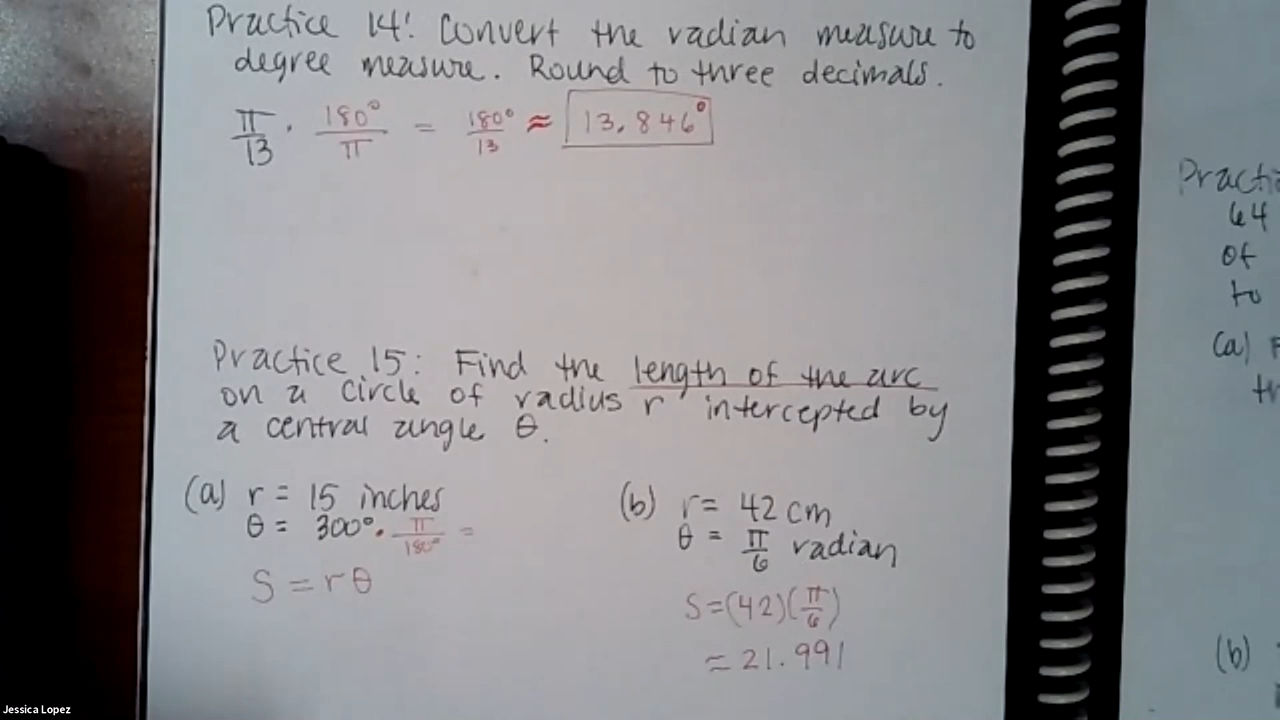 Practice 14: Convert the radian measure to
degree measure. Round to three decimals.
π/13 · 180°/π = 180°/13 ≈ 13.846°
Practice 15: Find the length of the arc
on a circle of radius r intercepted by
a central angle θ.
(a) r = 15 inches
θ = 300° · π/180° =
S = rθ
(b) r = 42 cm
θ = π/6 radian
S = (42)(π/6)
= 21.991
64
of
to
(a)
(b)
Jessica Lopez